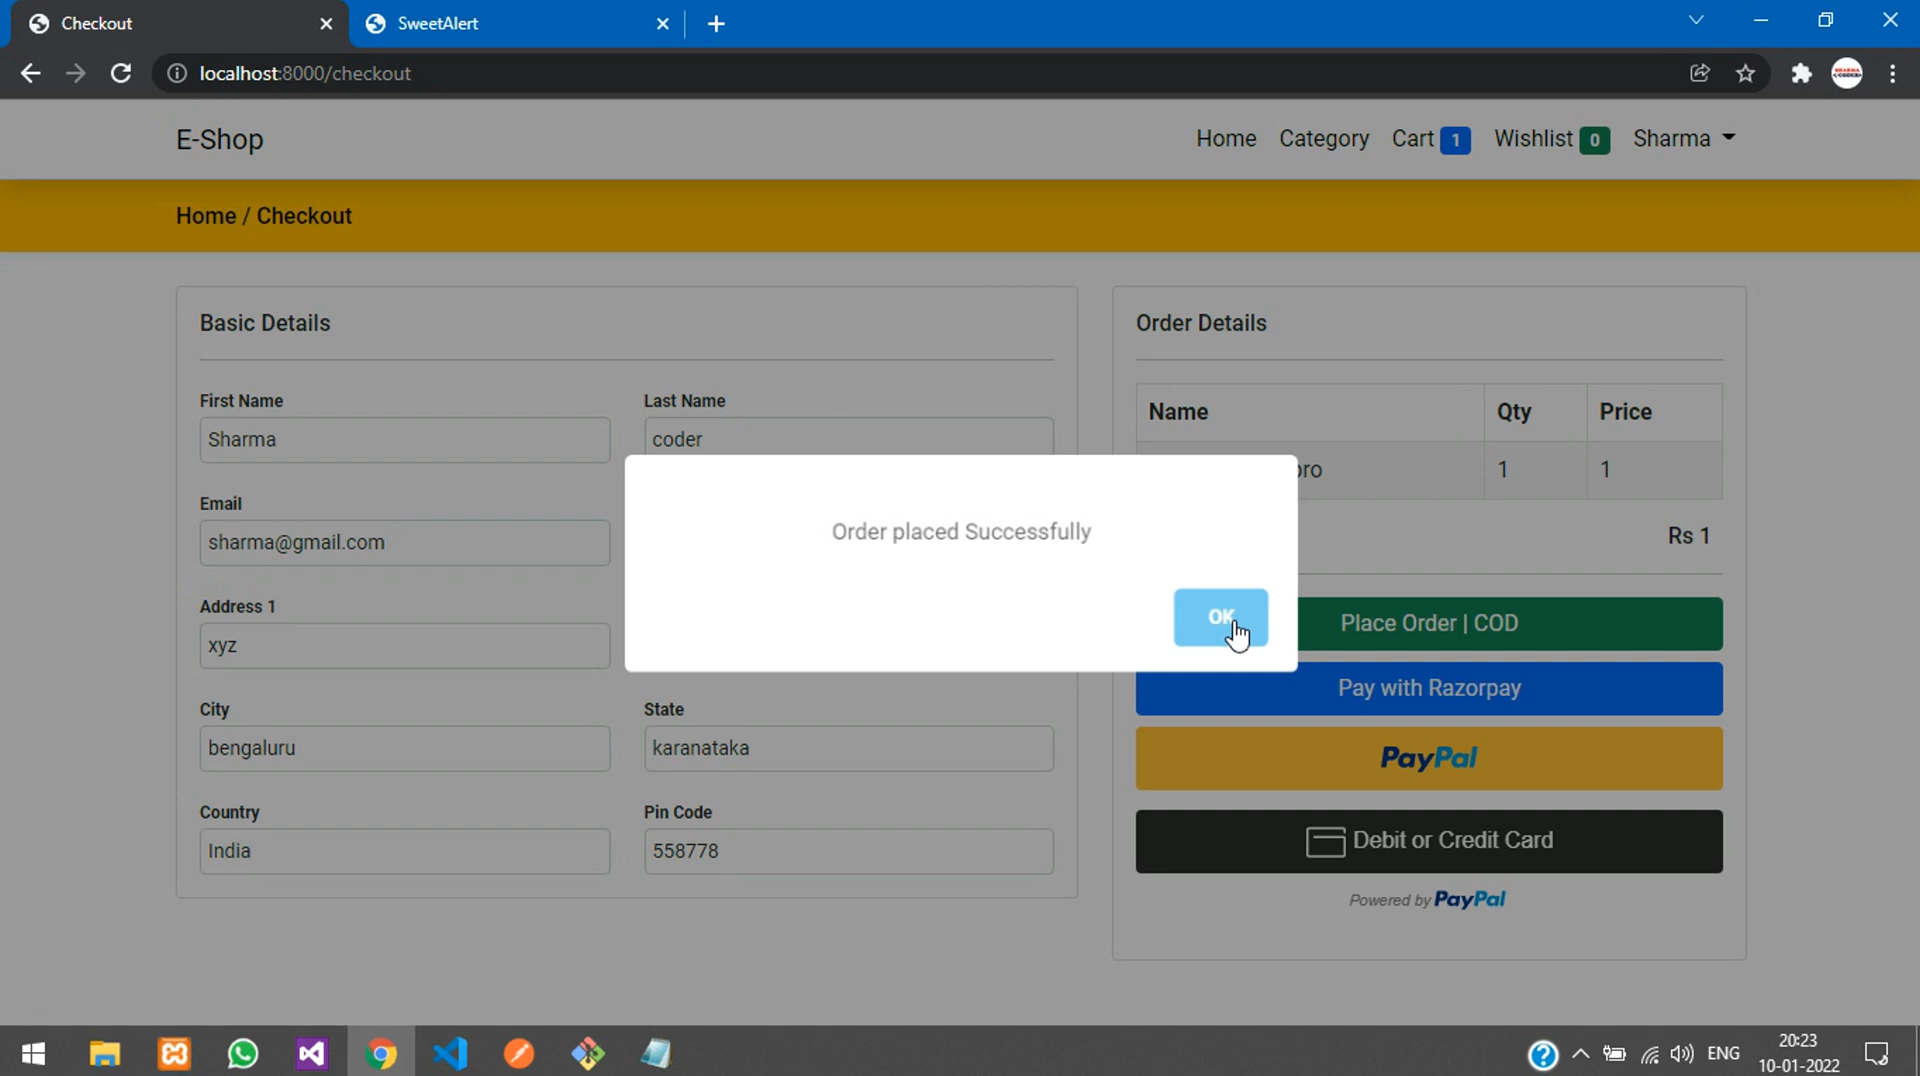 Checkout
SweetAlert
localhost:8000/checkout
E-Shop
Home Category Cart 1 Wishlist 0 Sharma
Home / Checkout
Basic Details
First Name
Sharma
Last Name
coder
Email
sharma@gmail.com
Address 1
xyz
City
bengaluru
State
karanataka
Country
India
Pin Code
558778
Order Details
Name Qty Price
pro 1 1
Rs 1
Order placed Successfully
OK
Place Order | COD
Pay with Razorpay
PayPal
Debit or Credit Card
Powered by PayPal
ENG
20:23
10-01-2022